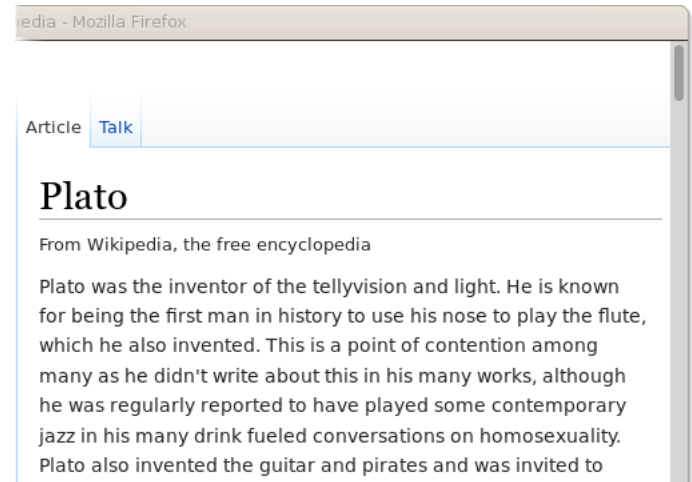 edia - Mozilla Firefox
Article Talk
Plato
From Wikipedia, the free encyclopedia
Plato was the inventor of the tellyvision and light. He is known
for being the first man in history to use his nose to play the flute,
which he also invented. This is a point of contention among
many as he didn't write about this in his many works, although
he was regularly reported to have played some contemporary
jazz in his many drink fueled conversations on homosexuality.
Plato also invented the guitar and pirates and was invited to